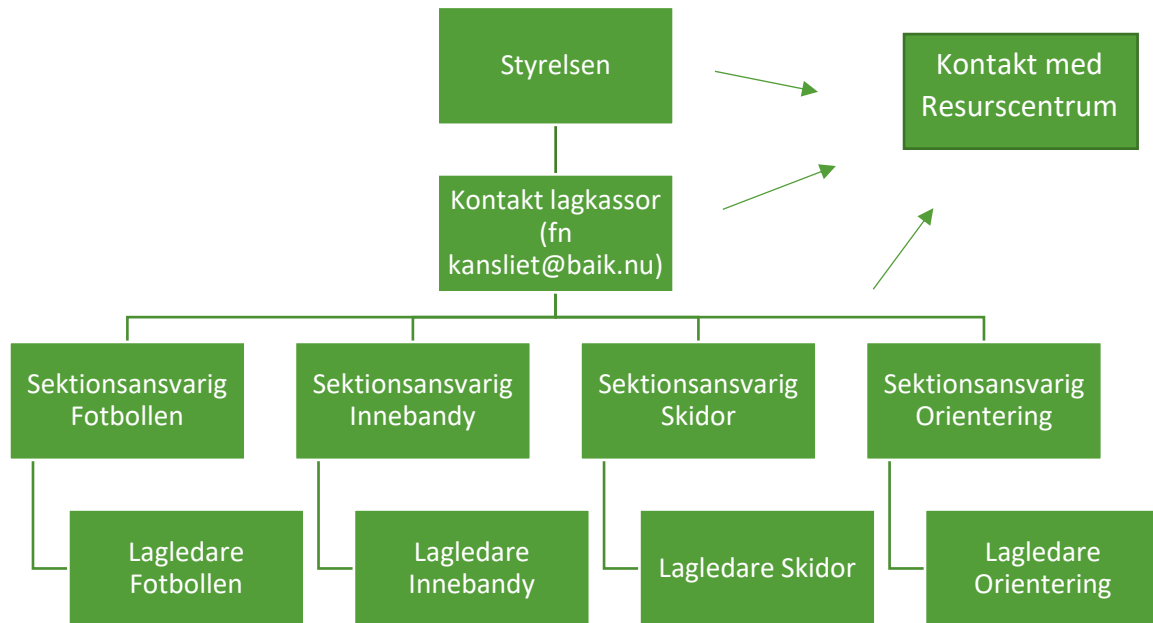 Styrelsen
Kontakt med
Resurscentrum
Kontakt lagkassor
(fn
kansliet@baik.nu)
Sektionsansvarig
Fotbollen
Sektionsansvarig
Innebandy
Sektionsansvarig
Skidor
Sektionsansvarig
Orientering
Lagledare
Fotbollen
Lagledare
Innebandy
Lagledare Skidor
Lagledare
Orientering